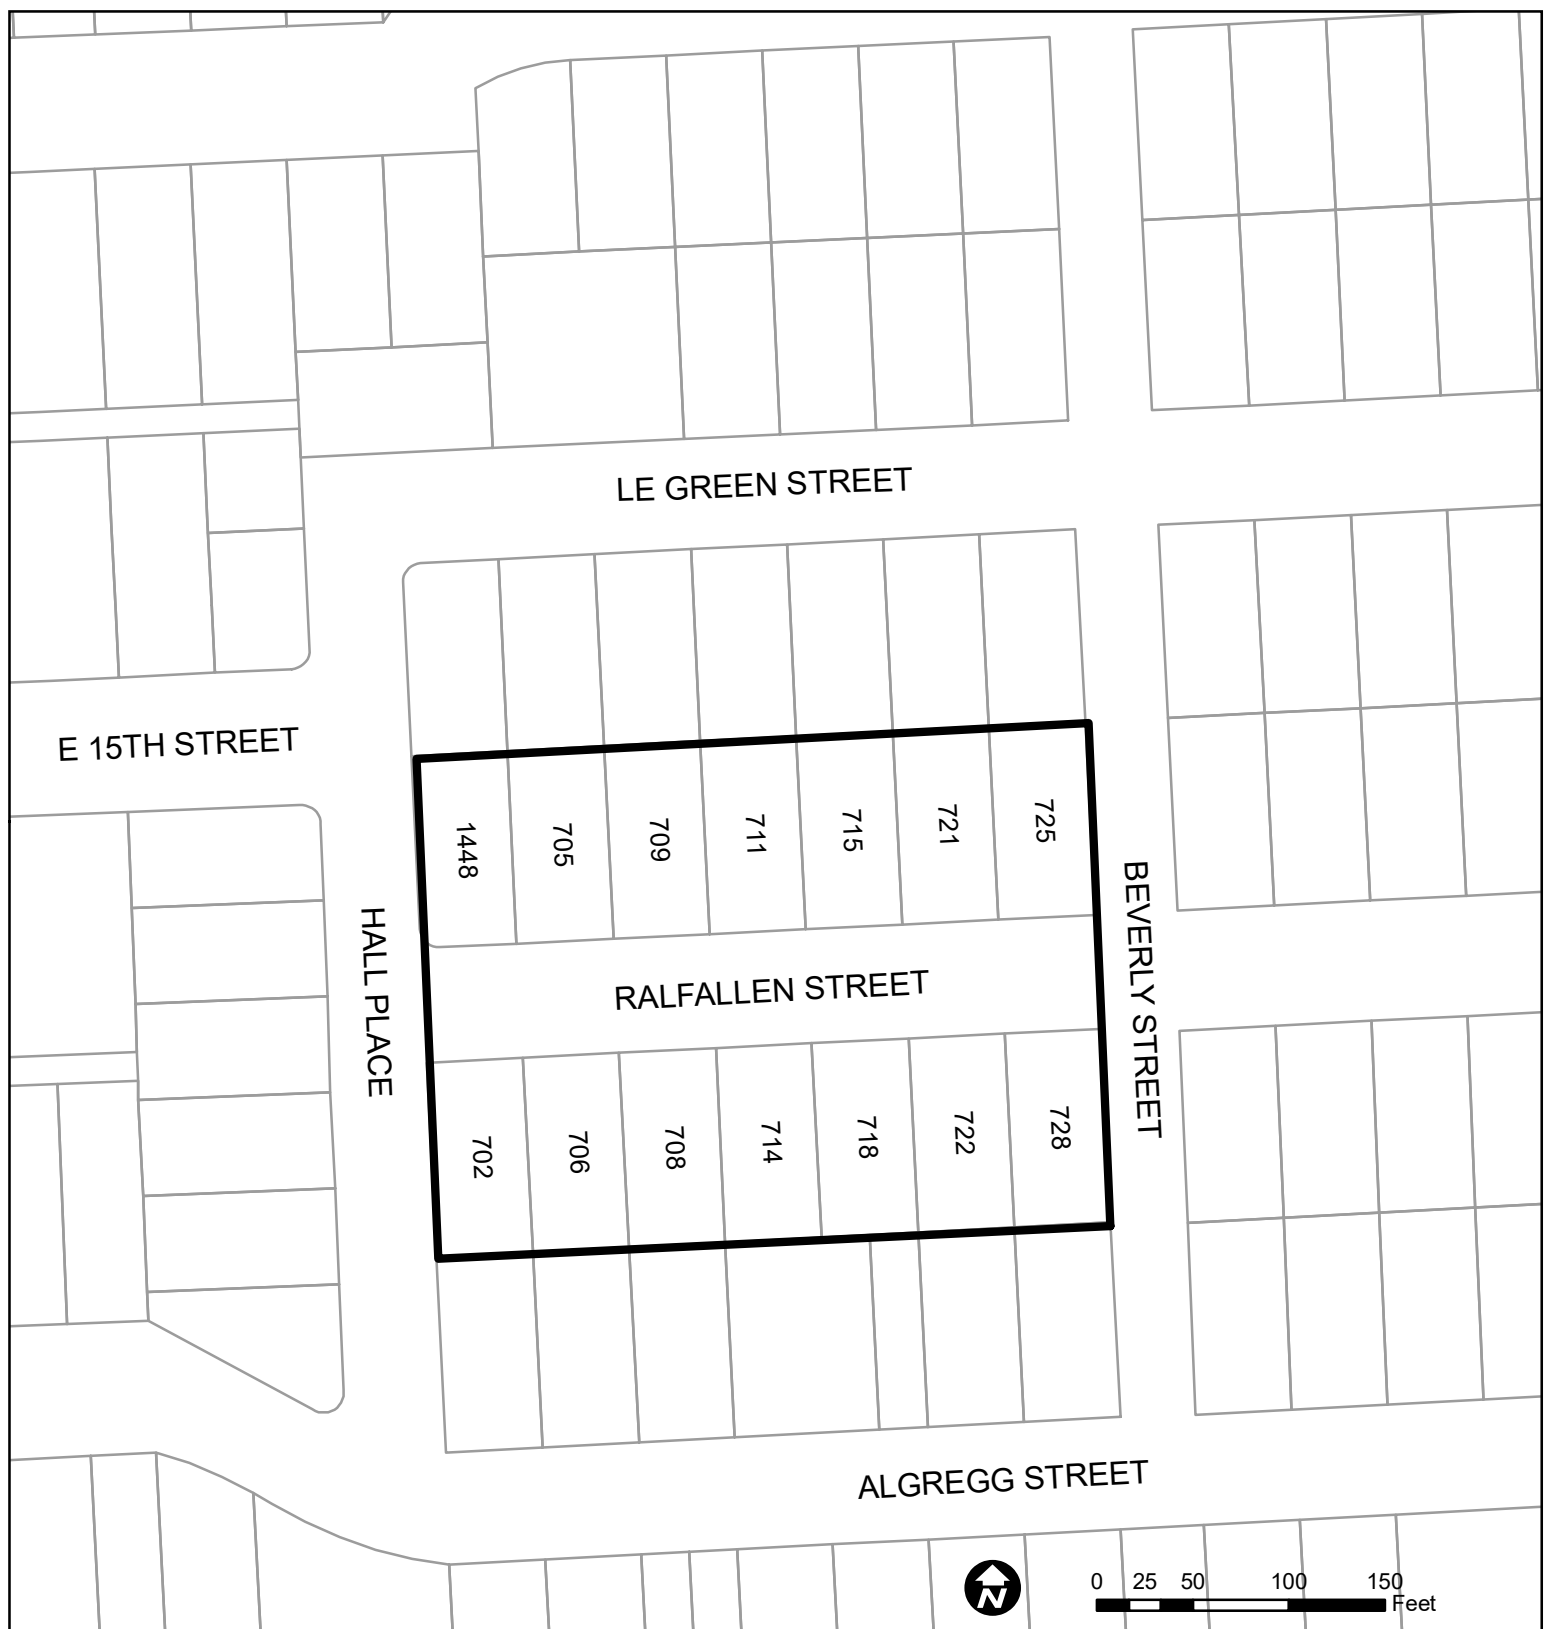 LE GREEN STREET
E 15TH STREET
1448
705
709
711
715
721
725
HALL PLACE
RALFALLEN STREET
BEVERLY STREET
702
706
708
714
718
722
728
ALGREGG STREET
N
0 25 50 100 150
Feet